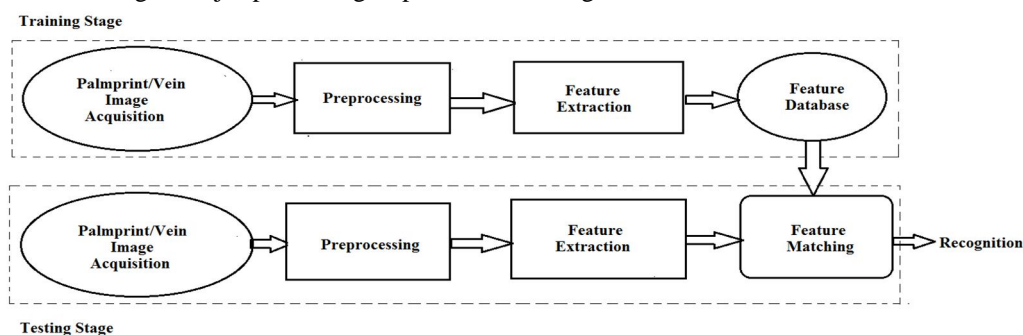 Training Stage
Palmprint/Vein
Image
Acquisition
Preprocessing
Feature
Extraction
Feature
Database
Palmprint/Vein
Image
Acquisition
Preprocessing
Feature
Extraction
Feature
Matching
Recognition
Testing Stage